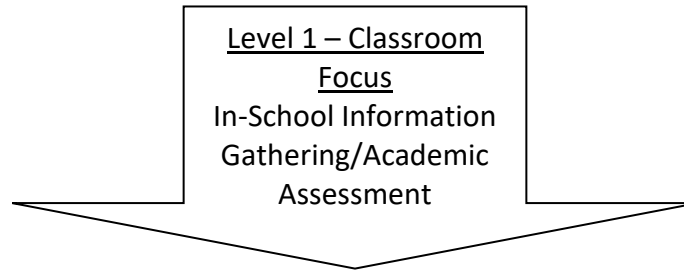 Level 1 – Classroom
Focus
In-School Information
Gathering/Academic
Assessment